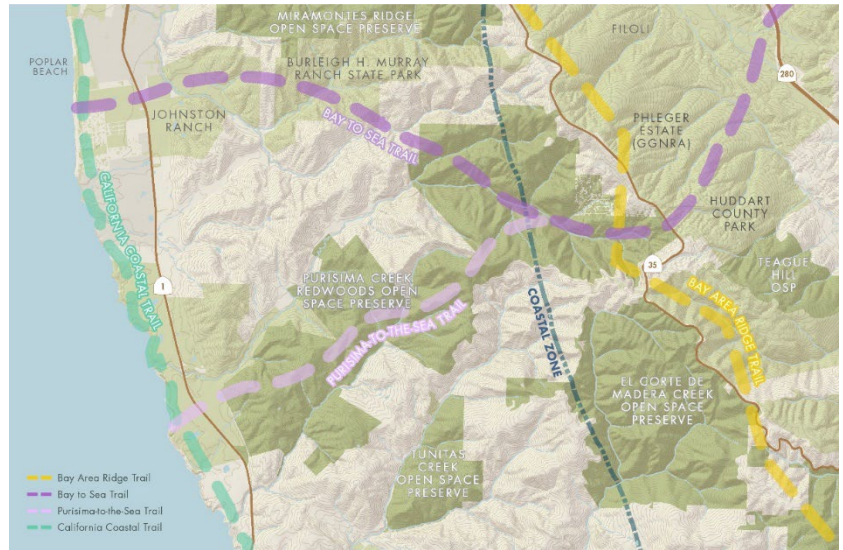 MIRAMONTES RIDGE
OPEN SPACE PRESERVE
FILOLI
POPLAR
BEACH
BURLEIGH H. MURRAY
RANCH STATE PARK
280
JOHNSTON
RANCH
BAY TO SEA TRAIL
PHLEGER
ESTATE
(GGNRA)
CALIFORNIA COASTAL TRAIL
HUDDART
COUNTY
PARK
1
PURISIMA CREEK
REDWOODS OPEN
SPACE PRESERVE
35
TEAGUE
HILL
OSP
COASTAL ZONE
BAY AREA RIDGE TRAIL
PURISIMA-TO-THE-SEA TRAIL
EL CORTE DE
MADERA CREEK
OPEN SPACE
PRESERVE
TUNITAS
CREEK
OPEN SPACE
PRESERVE
Bay Area Ridge Trail
Bay to Sea Trail
Purisima-to-the-Sea Trail
California Coastal Trail